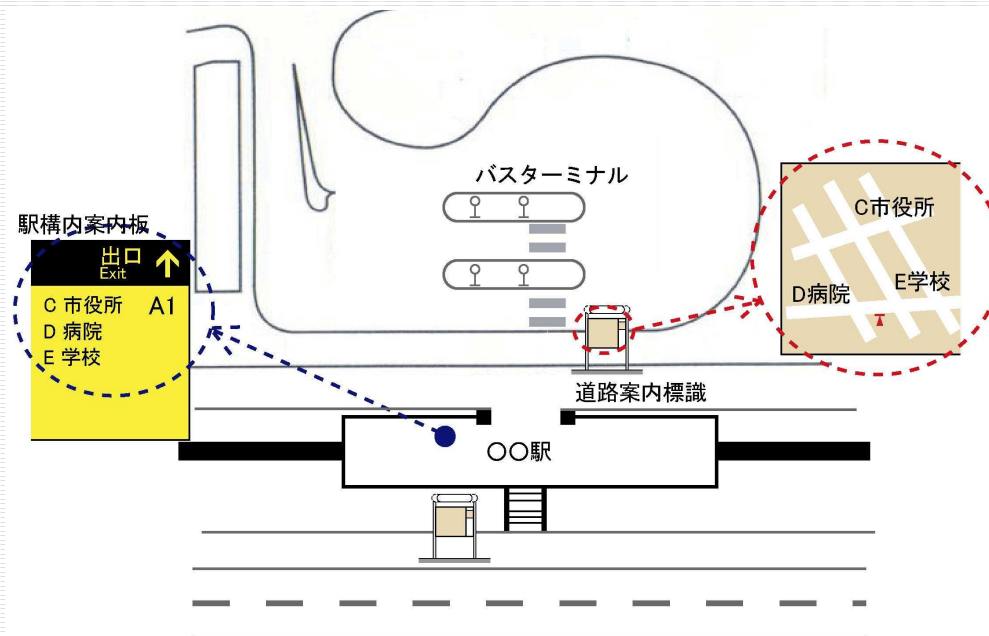 バスターミナル
駅構内案内板
出口
Exit
C 市役所 A1
D 病院
E 学校
C市役所
E学校
D病院
道路案内標識
○○駅